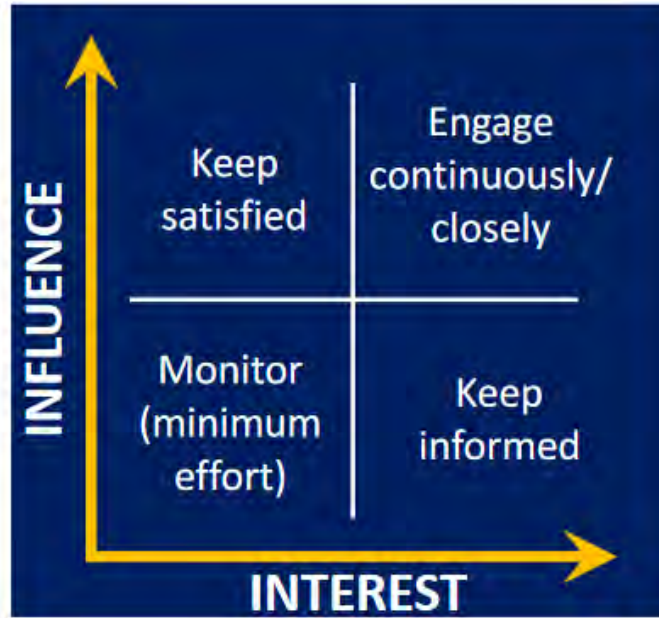 INFLUENCE
Keep
satisfied
Engage
continuously/
closely
Monitor
(minimum
effort)
Keep
informed
INTEREST